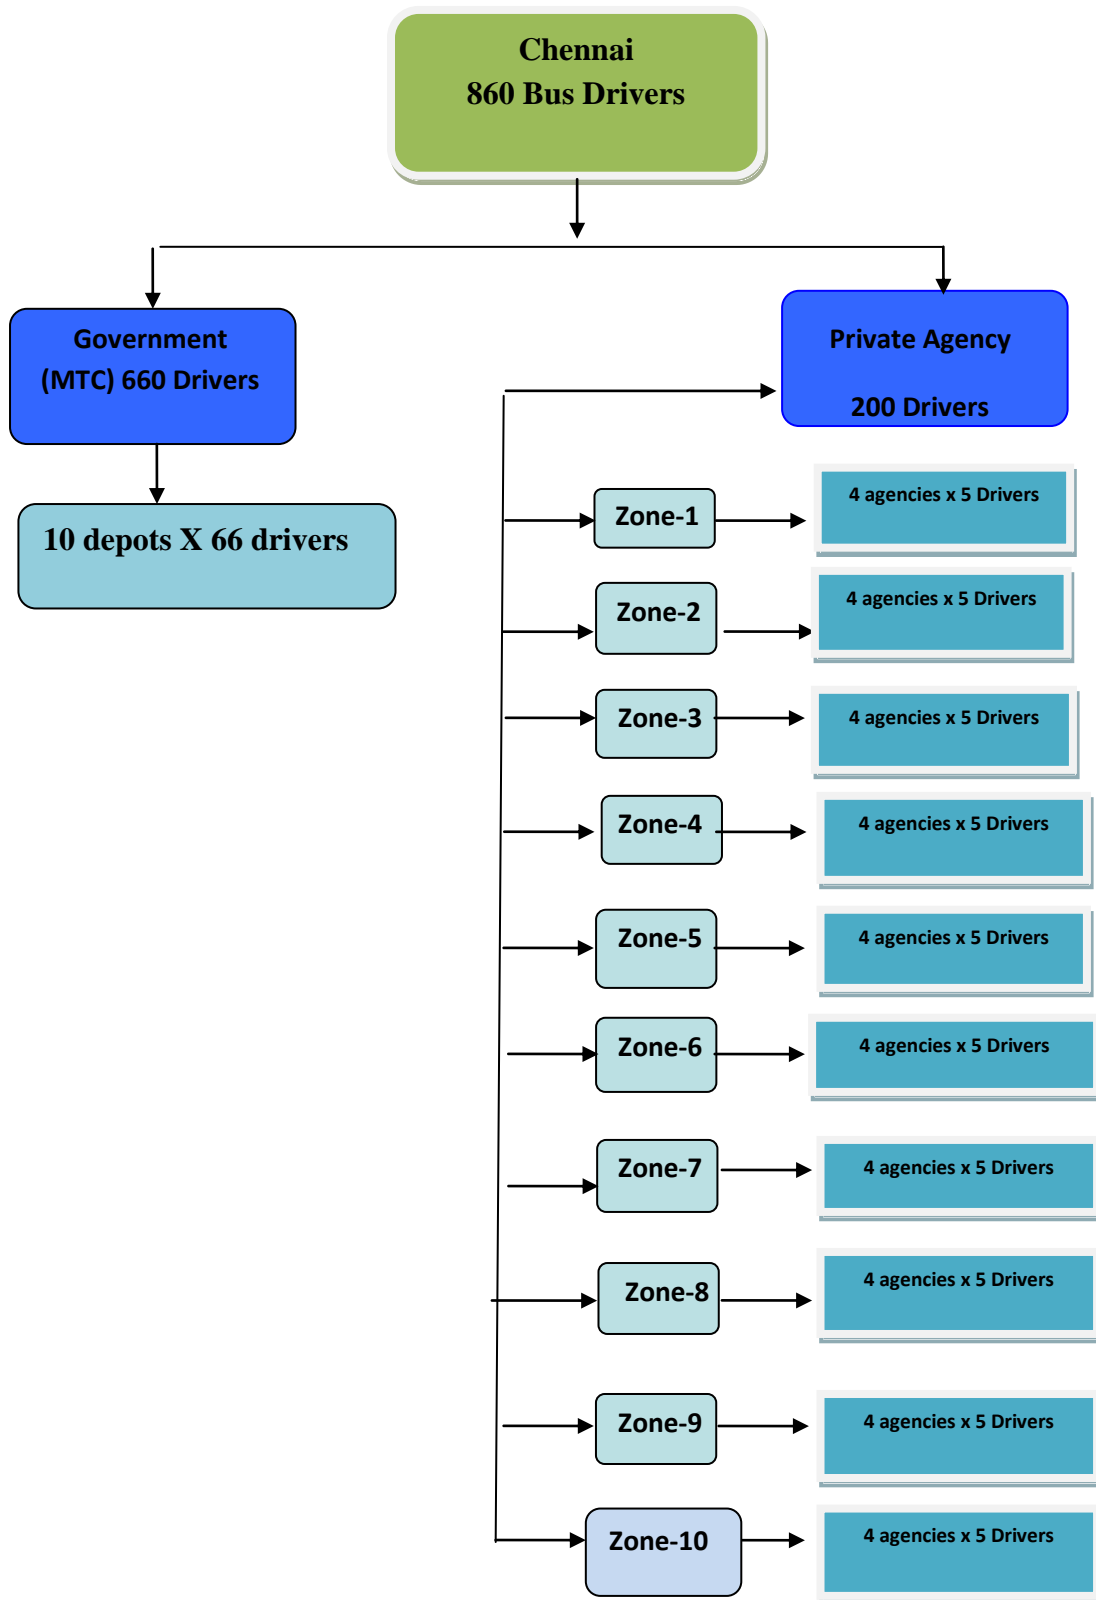 Chennai
860 Bus Drivers
Government
(MTC) 660 Drivers
Private Agency
200 Drivers
10 depots X 66 drivers
Zone-1
4 agencies x 5 Drivers
Zone-2
4 agencies x 5 Drivers
Zone-3
4 agencies x 5 Drivers
Zone-4
4 agencies x 5 Drivers
Zone-5
4 agencies x 5 Drivers
Zone-6
4 agencies x 5 Drivers
Zone-7
4 agencies x 5 Drivers
Zone-8
4 agencies x 5 Drivers
Zone-9
4 agencies x 5 Drivers
Zone-10
4 agencies x 5 Drivers